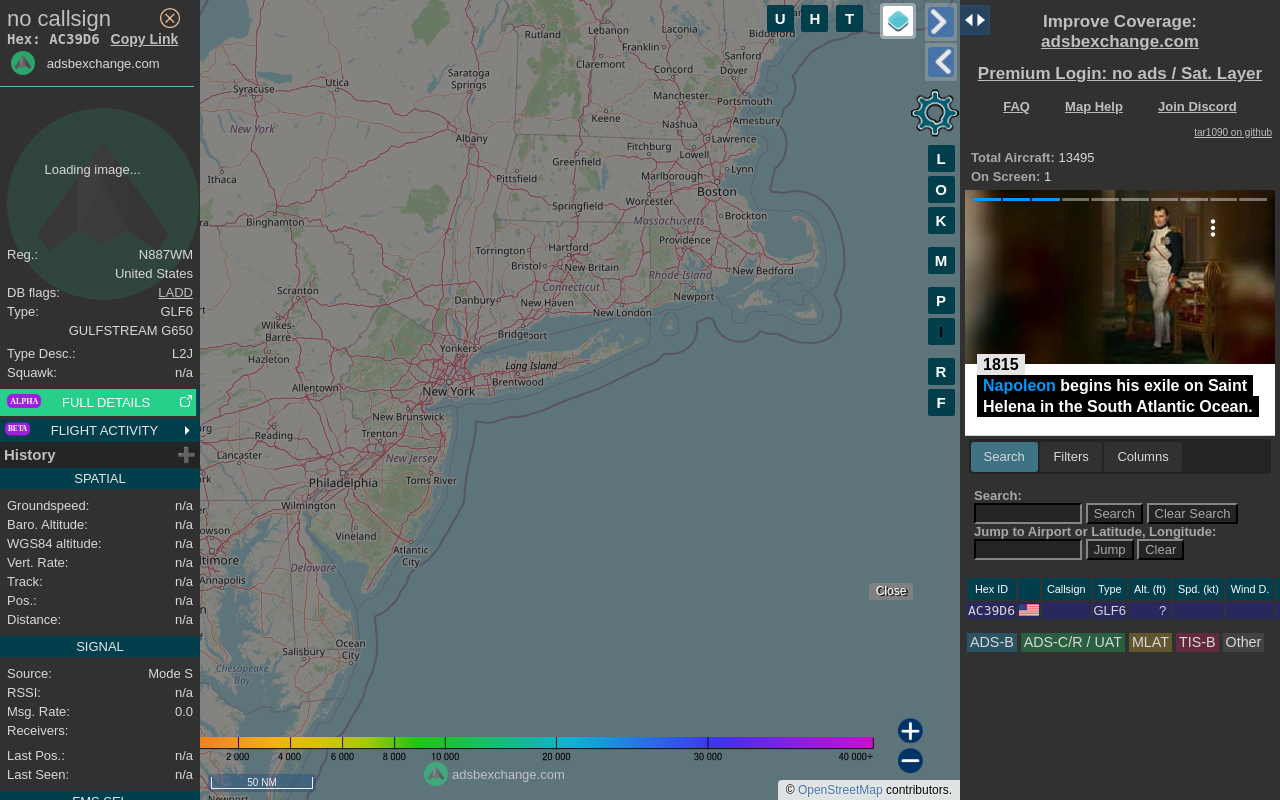 no callsign
Hex: AC39D6 Copy Link
adsbexchange.com
Loading image...
Reg.: N887WM
United States
DB flags: LADD
Type: GLF6
GULFSTREAM G650
Type Desc.: L2J
Squawk: n/a
ALPHA FULL DETAILS
BETA FLIGHT ACTIVITY
History
SPATIAL
Groundspeed: n/a
Baro. Altitude: n/a
WGS84 altitude: n/a
Vert. Rate: n/a
Track: n/a
Pos.: n/a
Distance: n/a
SIGNAL
Source: Mode S
RSSI: n/a
Msg. Rate: 0.0
Receivers:
Last Pos.: n/a
Last Seen: n/a
FMS SEL
U H T
L
O
K
M
P
I
R
F
Rutland
Lebanon
Laconia
Biddeford
Franklin
Sanford
Claremont
Concord
Dover
Saratoga
Springs
Utica
Syracuse
Manchester
Portsmouth
Keene
Nashua
Amesbury
New York
Albany
Lawrence
Fitchburg
Lowell
Greenfield
Marlborough
Lynn
Ithaca
Pittsfield
Boston
Worcester
Springfield
Binghamton
Massachusetts
Brockton
Providence
Torrington
Hartford
Bristol
New Britain
Rhode Island
New Bedford
Connecticut
Scranton
Danbury
New Haven
Newport
New London
Wilkes-
Barre
Bridgeport
Yonkers
Hazleton
Long Island
Brentwood
Allentown
New York
New Brunswick
Reading
Trenton
Lancaster
New Jersey
Philadelphia
Toms River
Wilmington
Vineland
Atlantic
City
Delaware
Annapolis
Ocean
City
Salisbury
Chesapeake
Bay
Newport
Close
2 000 4 000 6 000 8 000 10 000 20 000 30 000 40 000+
50 NM
adsbexchange.com
© OpenStreetMap contributors.
Improve Coverage:
adsbexchange.com
Premium Login: no ads / Sat. Layer
FAQ Map Help Join Discord
tar1090 on github
Total Aircraft: 13495
On Screen: 1
1815
Napoleon begins his exile on Saint
Helena in the South Atlantic Ocean.
Search Filters Columns
Search:
Search Clear Search
Jump to Airport or Latitude, Longitude:
Jump Clear
Hex ID Callsign Type Alt. (ft) Spd. (kt) Wind D.
AC39D6 GLF6 ?
ADS-B ADS-C/R / UAT MLAT TIS-B Other